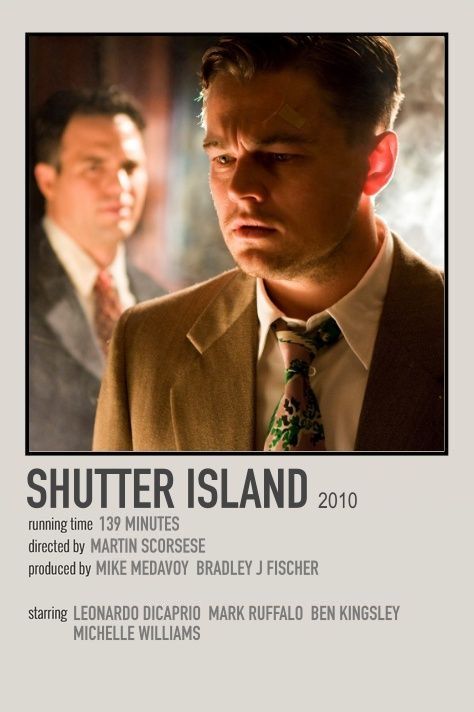 SHUTTER ISLAND 2010
running time 139 MINUTES
directed by MARTIN SCORSESE
produced by MIKE MEDAVOY BRADLEY J FISCHER
starring LEONARDO DICAPRIO MARK RUFFALO BEN KINGSLEY
MICHELLE WILLIAMS